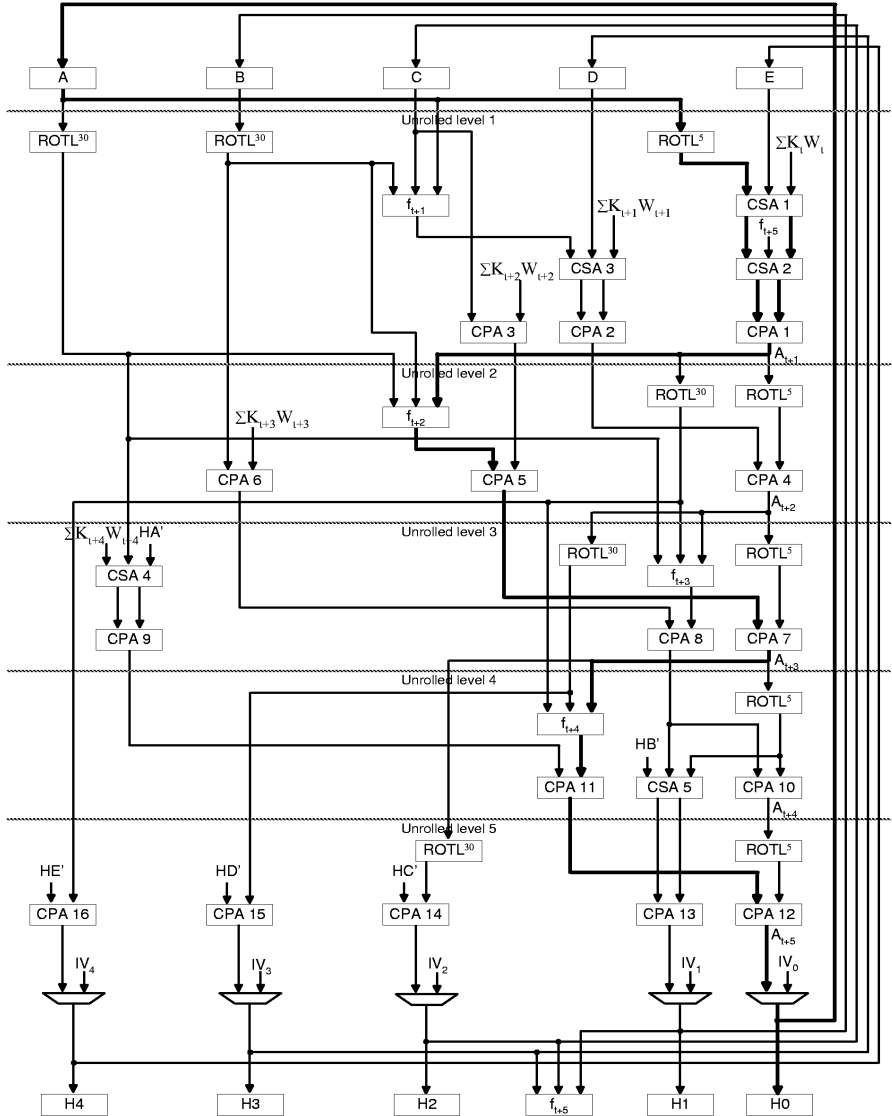 A B C D E
Unrolled level 1
ROTL³⁰ ROTL³⁰ ROTL⁵
ΣKₜWₜ
fₜ₊₁ CSA 1
ΣKₜ₊₁Wₜ₊₁ fₜ₊₅
CSA 3 CSA 2
ΣKₜ₊₂Wₜ₊₂
CPA 3 CPA 2 CPA 1
Aₜ₊₁
Unrolled level 2
ROTL³⁰ ROTL⁵
fₜ₊₂
ΣKₜ₊₃Wₜ₊₃
CPA 6 CPA 5 CPA 4
Aₜ₊₂
Unrolled level 3
ΣKₜ₊₄Wₜ₊₄ HA'
ROTL³⁰ ROTL⁵
CSA 4 fₜ₊₃
CPA 9 CPA 8 CPA 7
Aₜ₊₃
Unrolled level 4
ROTL⁵
fₜ₊₄
HB'
CPA 11 CSA 5 CPA 10
Aₜ₊₄
Unrolled level 5
ROTL³⁰ ROTL⁵
HE' HD' HC'
CPA 16 CPA 15 CPA 14 CPA 13 CPA 12
Aₜ₊₅
IV₄ IV₃ IV₂ IV₁ IV₀
H4 H3 H2 fₜ₊₅ H1 H0